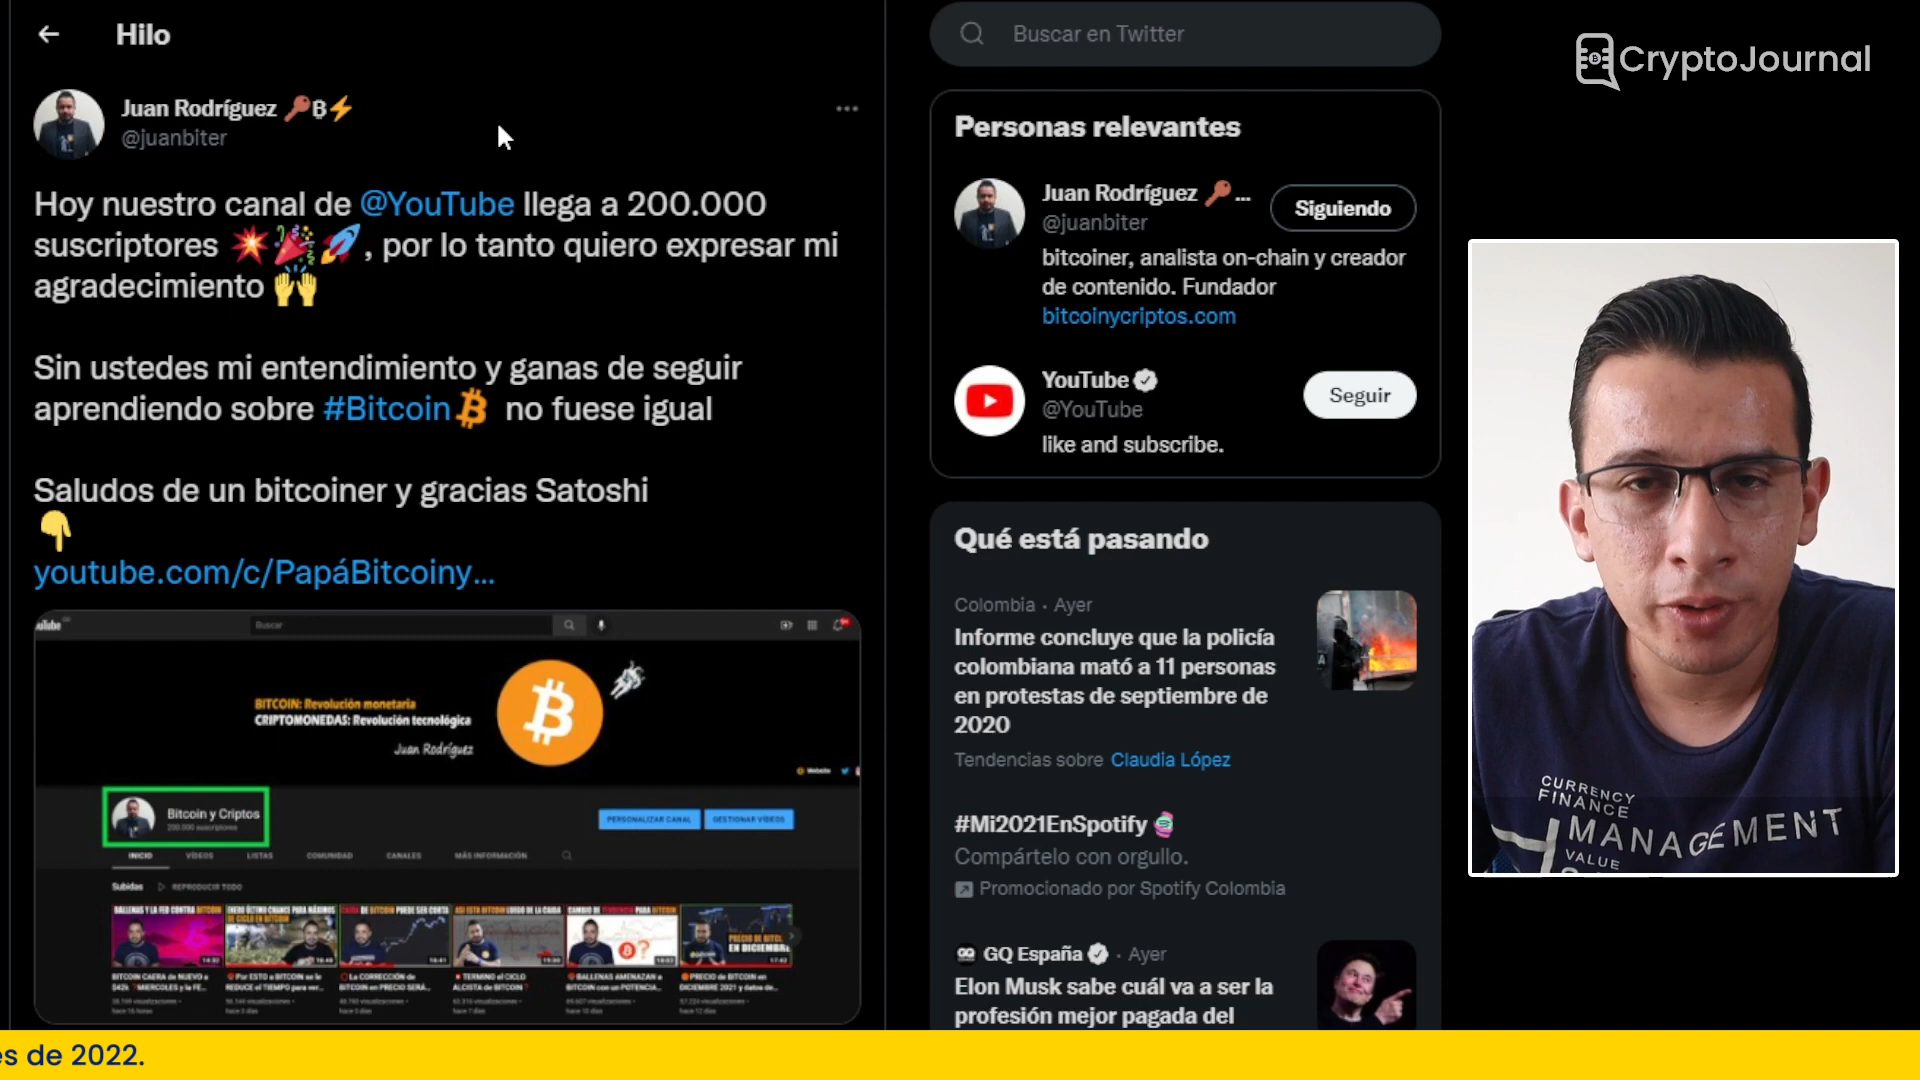 Hilo
Juan Rodríguez
@juanbiter
Hoy nuestro canal de @YouTube llega a 200.000
suscriptores 💥🎉🚀, por lo tanto quiero expresar mi
agradecimiento 🙌
Sin ustedes mi entendimiento y ganas de seguir
aprendiendo sobre #Bitcoin no fuese igual
Saludos de un bitcoiner y gracias Satoshi
👇
youtube.com/c/PapáBitcoiny...
Buscar
BITCOIN: Revolución monetaria
CRIPTOMONEDAS: Revolución tecnológica
Juan Rodríguez
Website
Bitcoin y Criptos
200.000 suscriptores
PERSONALIZAR CANAL
GESTIONAR VÍDEOS
INICIO
VÍDEOS
LISTAS
COMUNIDAD
CANALES
MÁS INFORMACIÓN
Subidas
REPRODUCIR TODO
Buscar en Twitter
Personas relevantes
Juan Rodríguez 🔑...
@juanbiter
Siguiendo
bitcoiner, analista on-chain y creador
de contenido. Fundador
bitcoinycriptos.com
YouTube
@YouTube
Seguir
like and subscribe.
Qué está pasando
Colombia · Ayer
Informe concluye que la policía
colombiana mató a 11 personas
en protestas de septiembre de
2020
Tendencias sobre Claudia López
#Mi2021EnSpotify
Compártelo con orgullo.
Promocionado por Spotify Colombia
GQ España · Ayer
Elon Musk sabe cuál va a ser la
profesión mejor pagada del
CryptoJournal
CURRENCY
FINANCE
MANAGEMENT
VALUE
es de 2022.